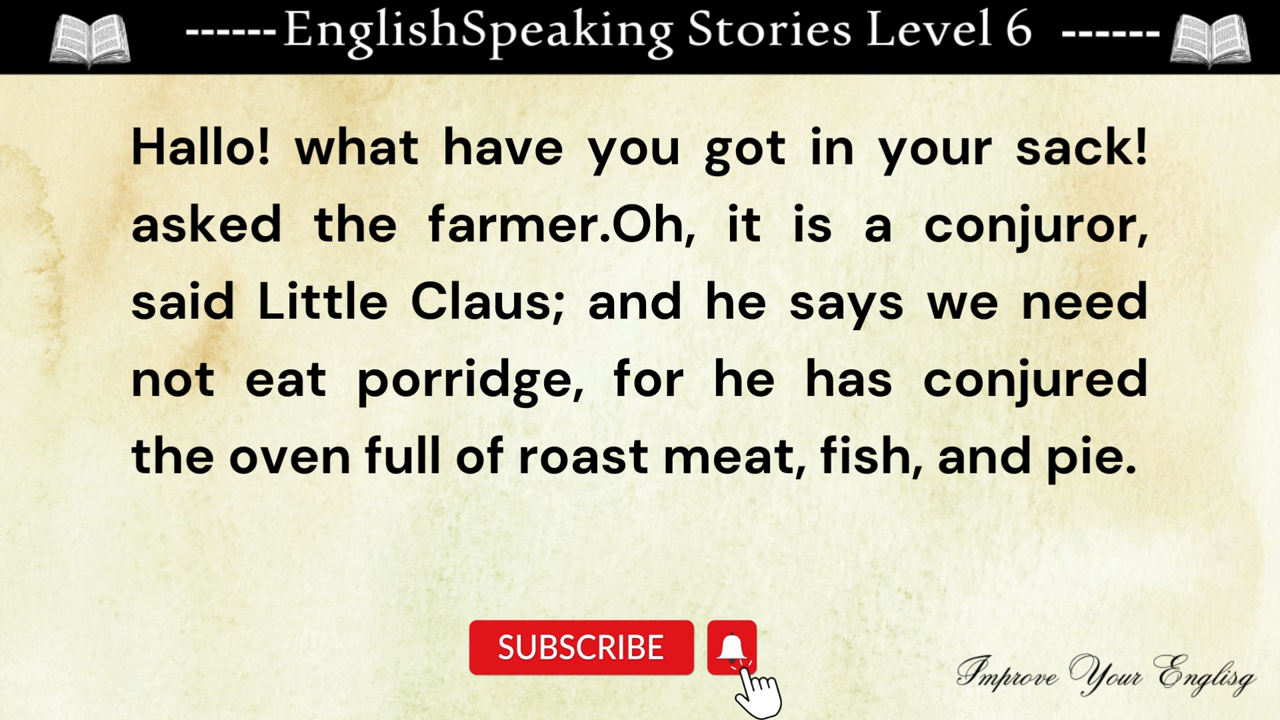 ------EnglishSpeaking Stories Level 6 ------
Hallo! what have you got in your sack!
asked the farmer.Oh, it is a conjuror,
said Little Claus; and he says we need
not eat porridge, for he has conjured
the oven full of roast meat, fish, and pie.
SUBSCRIBE
Improve Your Englisg